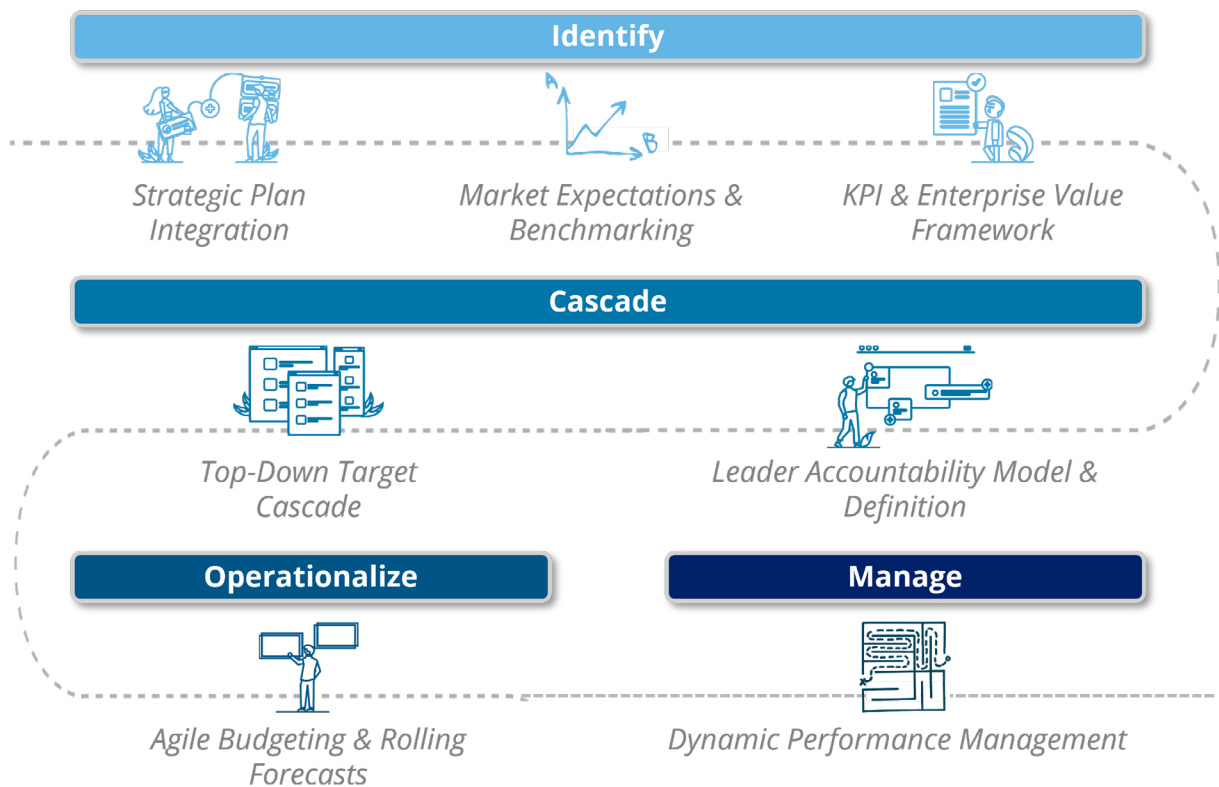 Identify
A
B
Strategic Plan
Integration
Market Expectations &
Benchmarking
KPI & Enterprise Value
Framework
Cascade
Top-Down Target
Cascade
Leader Accountability Model &
Definition
Operationalize
Manage
Agile Budgeting & Rolling
Forecasts
Dynamic Performance Management